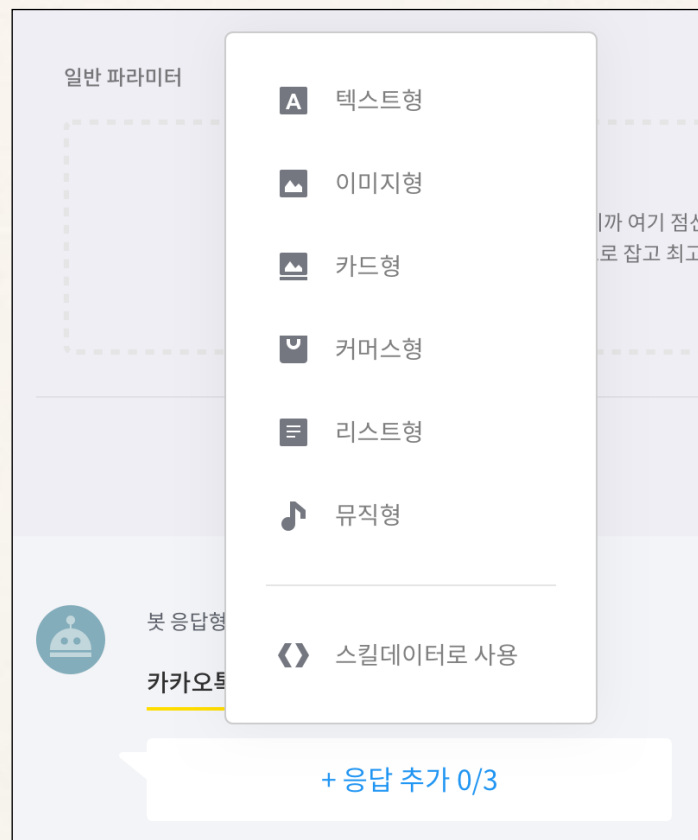 일반 파라미터
텍스트형
이미지형
까 여기 점선
로 잡고 최고
카드형
커머스형
리스트형
뮤직형
봇 응답형
스킬데이터로 사용
카카오톡
+ 응답 추가 0/3